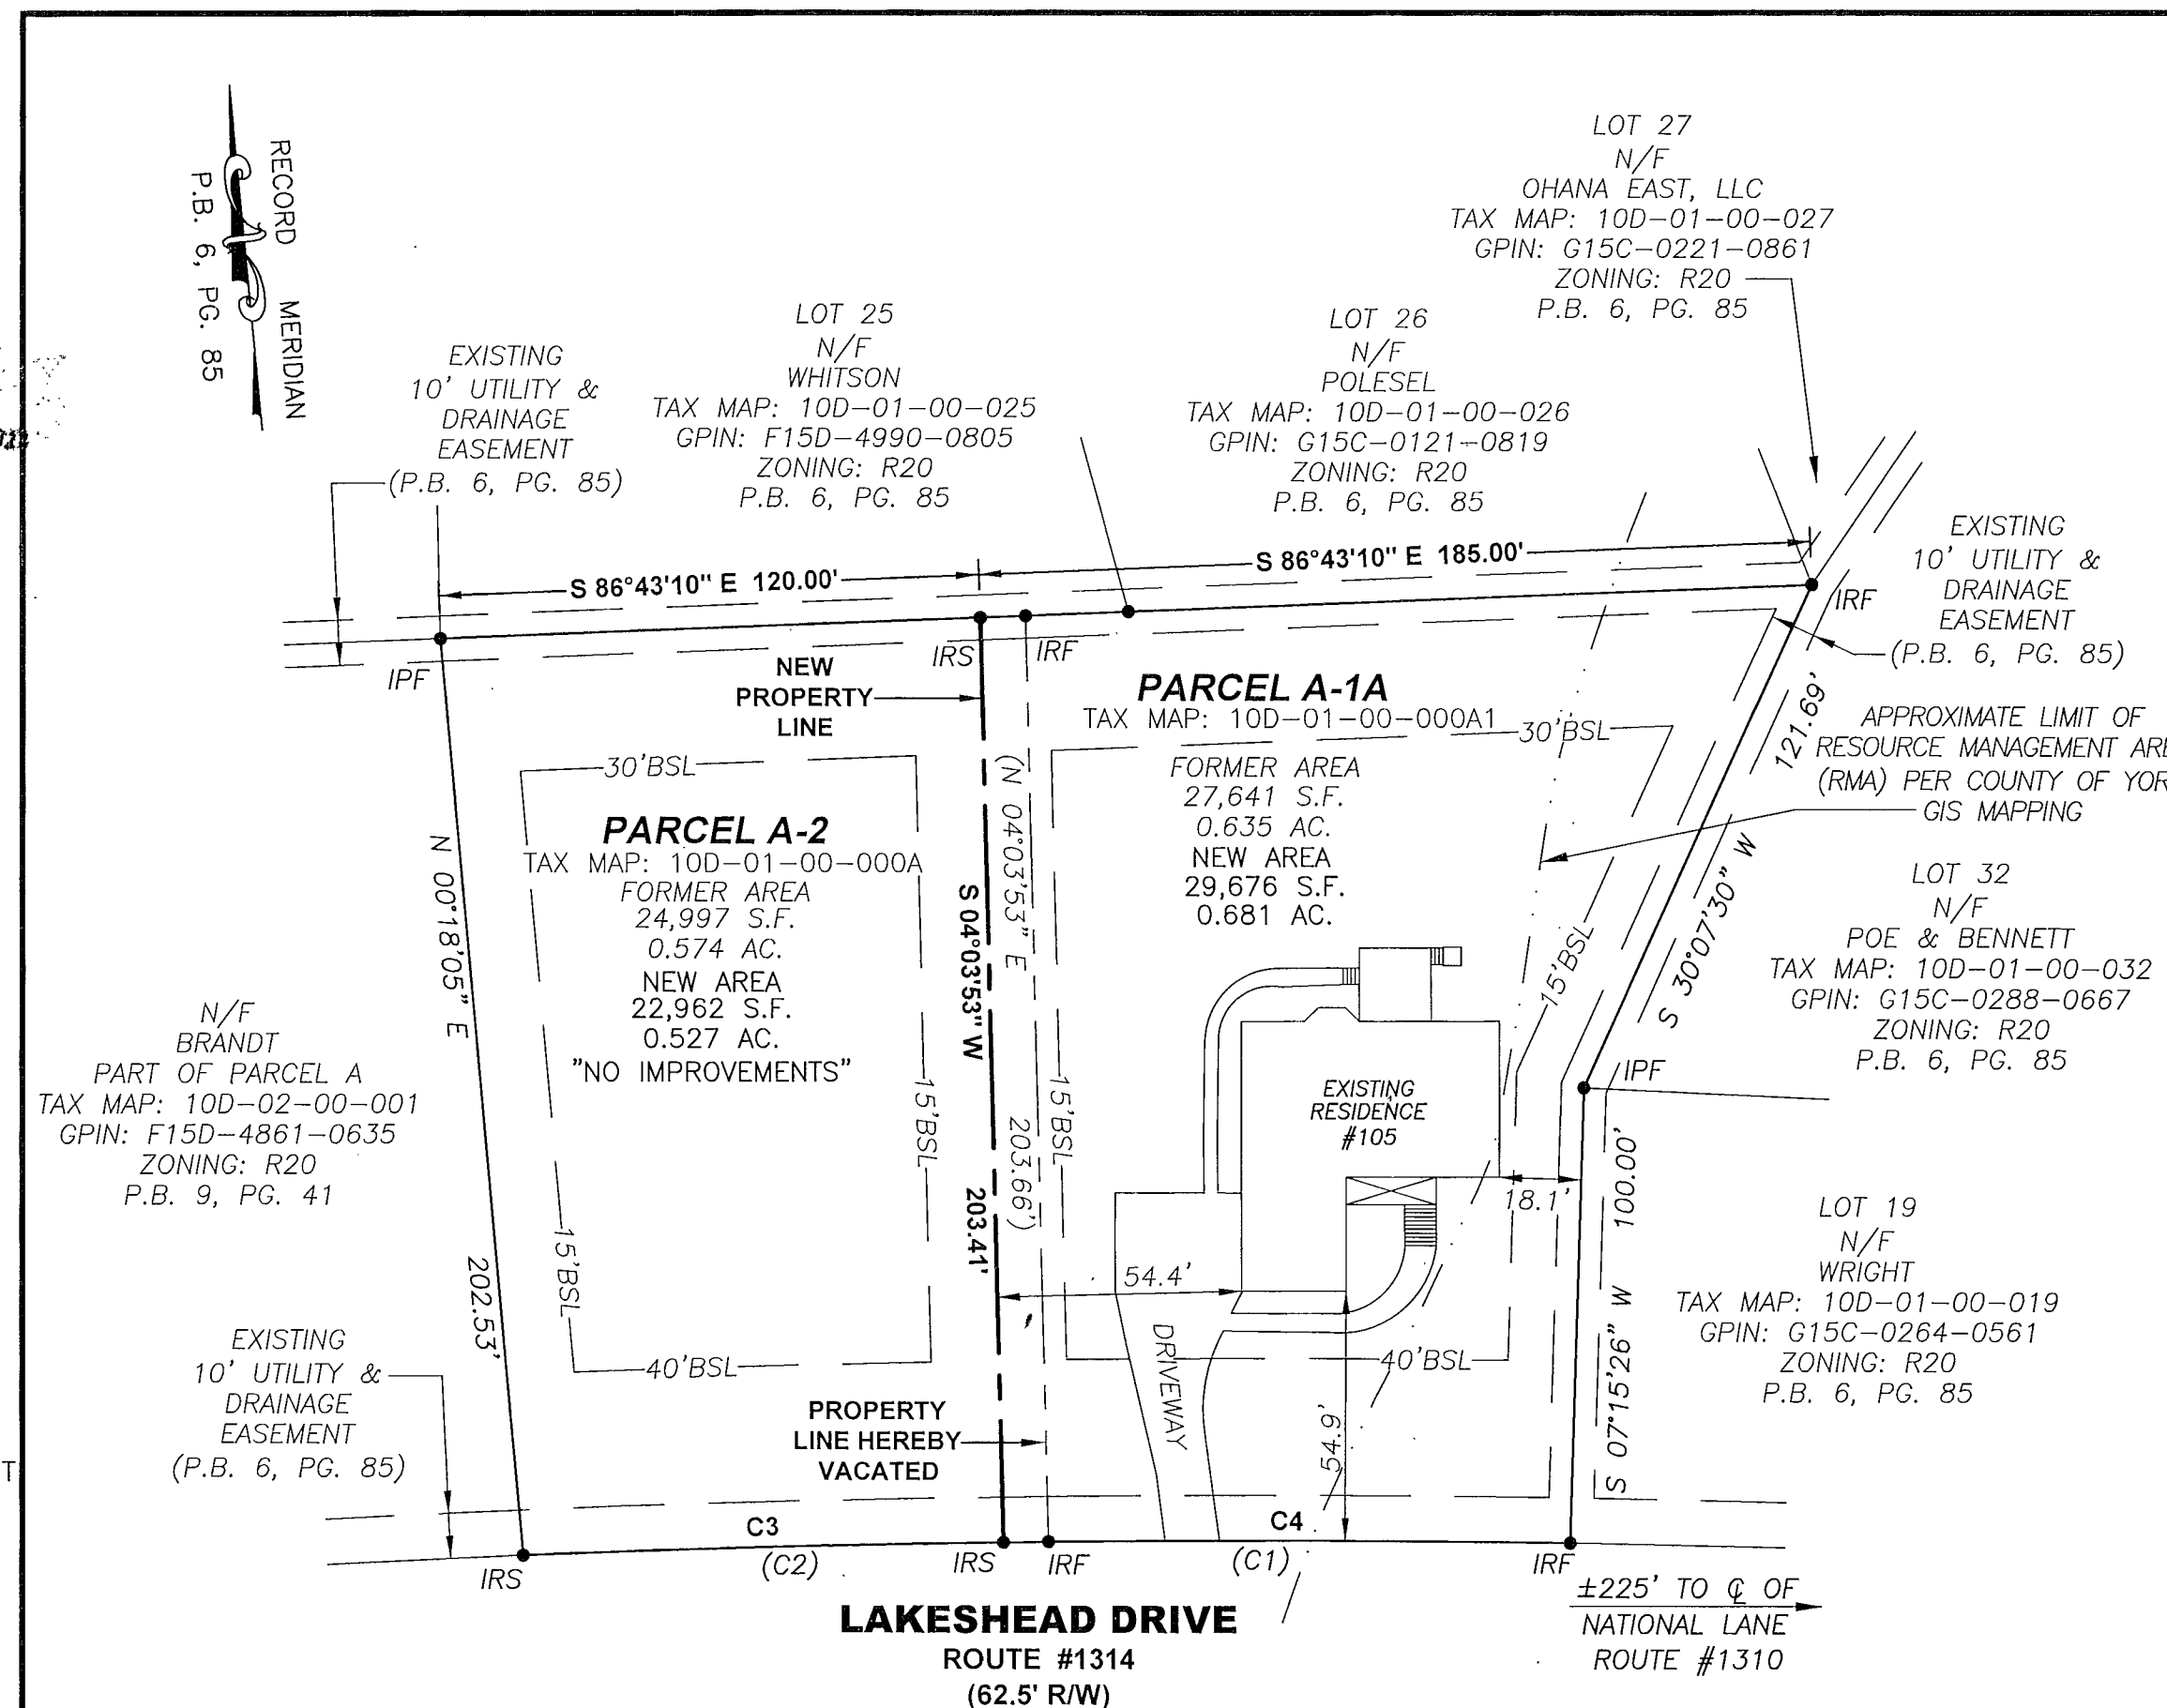 RECORD MERIDIAN
P.B. 6, PG. 85
LOT 27
N/F
OHANA EAST, LLC
TAX MAP: 10D-01-00-027
GPIN: G15C-0221-0861
ZONING: R20
P.B. 6, PG. 85
EXISTING
10' UTILITY &
DRAINAGE
EASEMENT
(P.B. 6, PG. 85)
LOT 25
N/F
WHITSON
TAX MAP: 10D-01-00-025
GPIN: F15D-4990-0805
ZONING: R20
P.B. 6, PG. 85
LOT 26
N/F
POLESEL
TAX MAP: 10D-01-00-026
GPIN: G15C-0121-0819
ZONING: R20
P.B. 6, PG. 85
EXISTING
10' UTILITY &
DRAINAGE
EASEMENT
(P.B. 6, PG. 85)
S 86°43'10" E 120.00'
S 86°43'10" E 185.00'
IPF
IRS
IRF
IRF
NEW
PROPERTY
LINE
PARCEL A-1A
TAX MAP: 10D-01-00-000A1
30'BSL
FORMER AREA
27,641 S.F.
0.635 AC.
NEW AREA
29,676 S.F.
0.681 AC.
121.69'
S 30°07'30" W
APPROXIMATE LIMIT OF
RESOURCE MANAGEMENT ARE
(RMA) PER COUNTY OF YOR
GIS MAPPING
30'BSL
PARCEL A-2
TAX MAP: 10D-01-00-000A
FORMER AREA
24,997 S.F.
0.574 AC.
NEW AREA
22,962 S.F.
0.527 AC.
"NO IMPROVEMENTS"
N 00°18'05" E
202.53'
S 04°03'53" W
203.41'
(N 04°03'53" E
203.66')
15'BSL
15'BSL
15'BSL
15'BSL
LOT 32
N/F
POE & BENNETT
TAX MAP: 10D-01-00-032
GPIN: G15C-0288-0667
ZONING: R20
P.B. 6, PG. 85
N/F
BRANDT
PART OF PARCEL A
TAX MAP: 10D-02-00-001
GPIN: F15D-4861-0635
ZONING: R20
P.B. 9, PG. 41
EXISTING
RESIDENCE
#105
IPF
18.1'
S 07°15'26" W 100.00'
LOT 19
N/F
WRIGHT
TAX MAP: 10D-01-00-019
GPIN: G15C-0264-0561
ZONING: R20
P.B. 6, PG. 85
54.4'
DRIVEWAY
54.9'
40'BSL
40'BSL
EXISTING
10' UTILITY &
DRAINAGE
EASEMENT
(P.B. 6, PG. 85)
PROPERTY
LINE HEREBY
VACATED
T
C3
(C2)
C4
(C1)
IRS
IRS
IRF
IRF
±225' TO ℄ OF
NATIONAL LANE
ROUTE #1310
LAKESHEAD DRIVE
ROUTE #1314
(62.5' R/W)